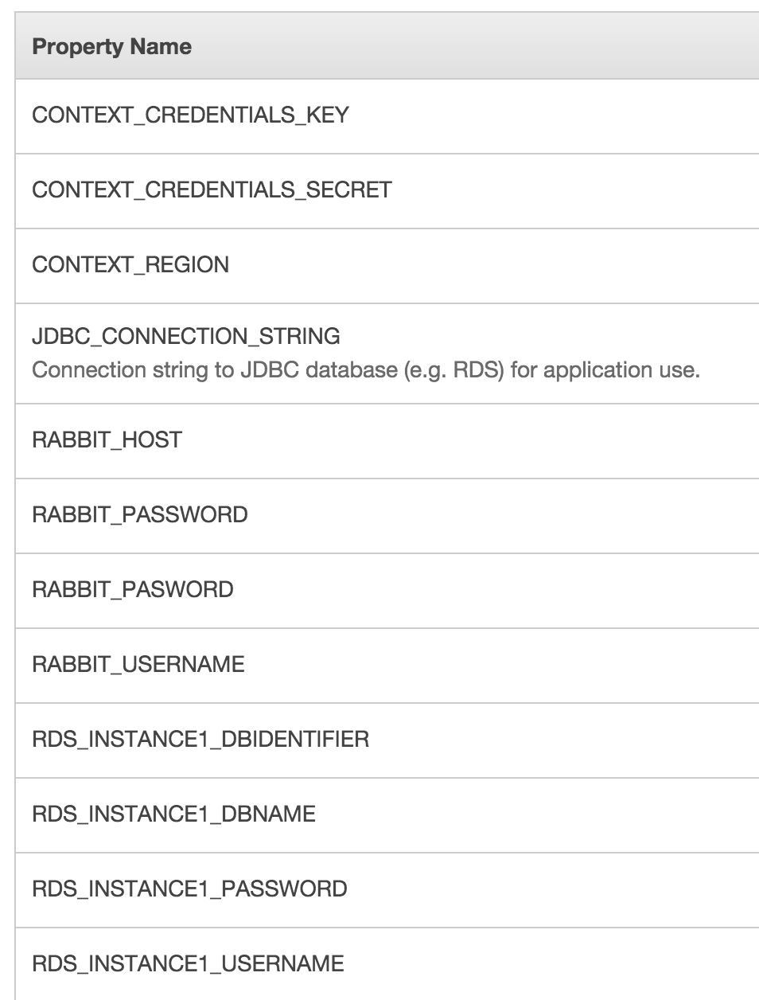 Property Name
CONTEXT_CREDENTIALS_KEY
CONTEXT_CREDENTIALS_SECRET
CONTEXT_REGION
JDBC_CONNECTION_STRING
Connection string to JDBC database (e.g. RDS) for application use.
RABBIT_HOST
RABBIT_PASSWORD
RABBIT_PASWORD
RABBIT_USERNAME
RDS_INSTANCE1_DBIDENTIFIER
RDS_INSTANCE1_DBNAME
RDS_INSTANCE1_PASSWORD
RDS_INSTANCE1_USERNAME